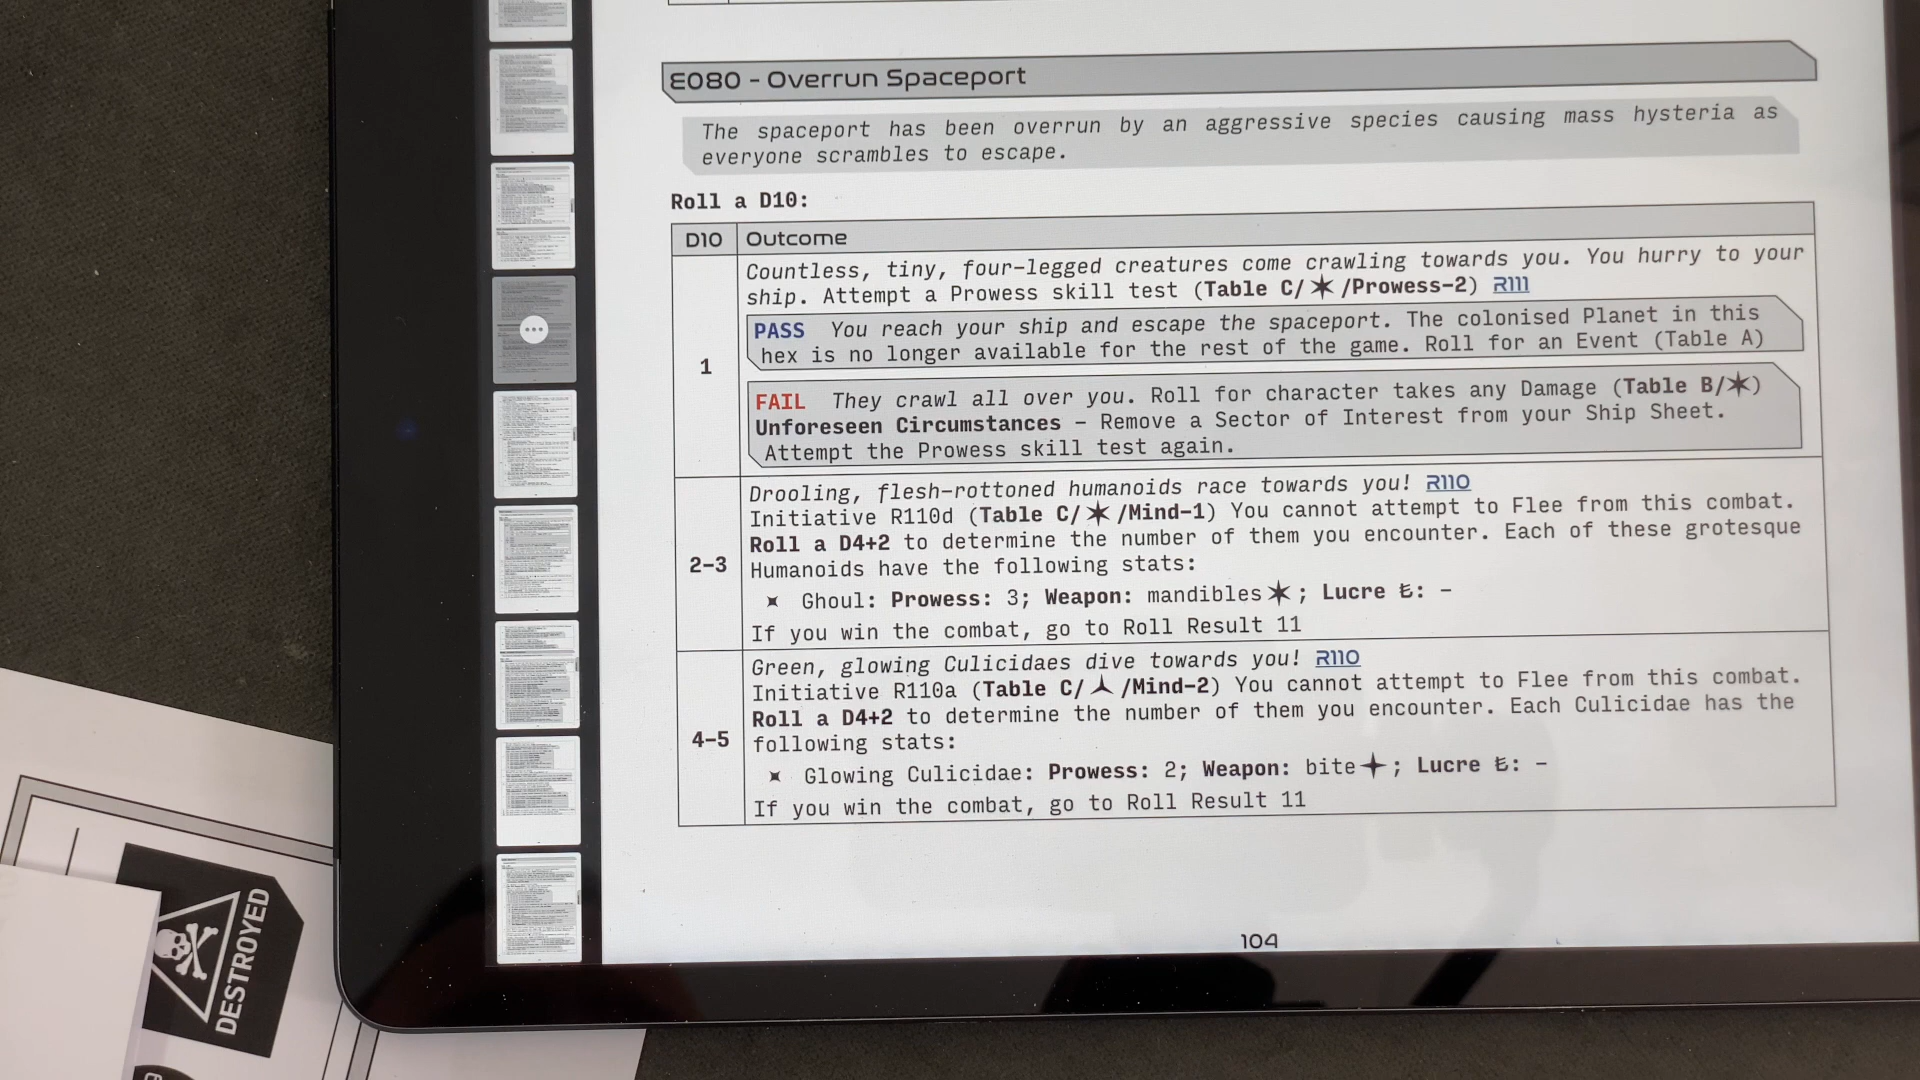 E080 - Overrun Spaceport
The spaceport has been overrun by an aggressive species causing mass hysteria as
everyone scrambles to escape.
Roll a D10:
D10 Outcome
Countless, tiny, four-legged creatures come crawling towards you. You hurry to your
ship. Attempt a Prowess skill test (Table C/✶/Prowess-2) R111
PASS You reach your ship and escape the spaceport. The colonised Planet in this
hex is no longer available for the rest of the game. Roll for an Event (Table A)
1
FAIL They crawl all over you. Roll for character takes any Damage (Table B/✶)
Unforeseen Circumstances – Remove a Sector of Interest from your Ship Sheet.
Attempt the Prowess skill test again.
Drooling, flesh-rottoned humanoids race towards you! R110
Initiative R110d (Table C/✶/Mind-1) You cannot attempt to Flee from this combat.
Roll a D4+2 to determine the number of them you encounter. Each of these grotesque
2-3
Humanoids have the following stats:
Ghoul: Prowess: 3; Weapon: mandibles✶; Lucre ₺: –
If you win the combat, go to Roll Result 11
Green, glowing Culicidaes dive towards you! R110
Initiative R110a (Table C/⅄/Mind-2) You cannot attempt to Flee from this combat.
Roll a D4+2 to determine the number of them you encounter. Each Culicidae has the
4-5
following stats:
Glowing Culicidae: Prowess: 2; Weapon: bite✦; Lucre ₺: –
If you win the combat, go to Roll Result 11
104
DESTROYED